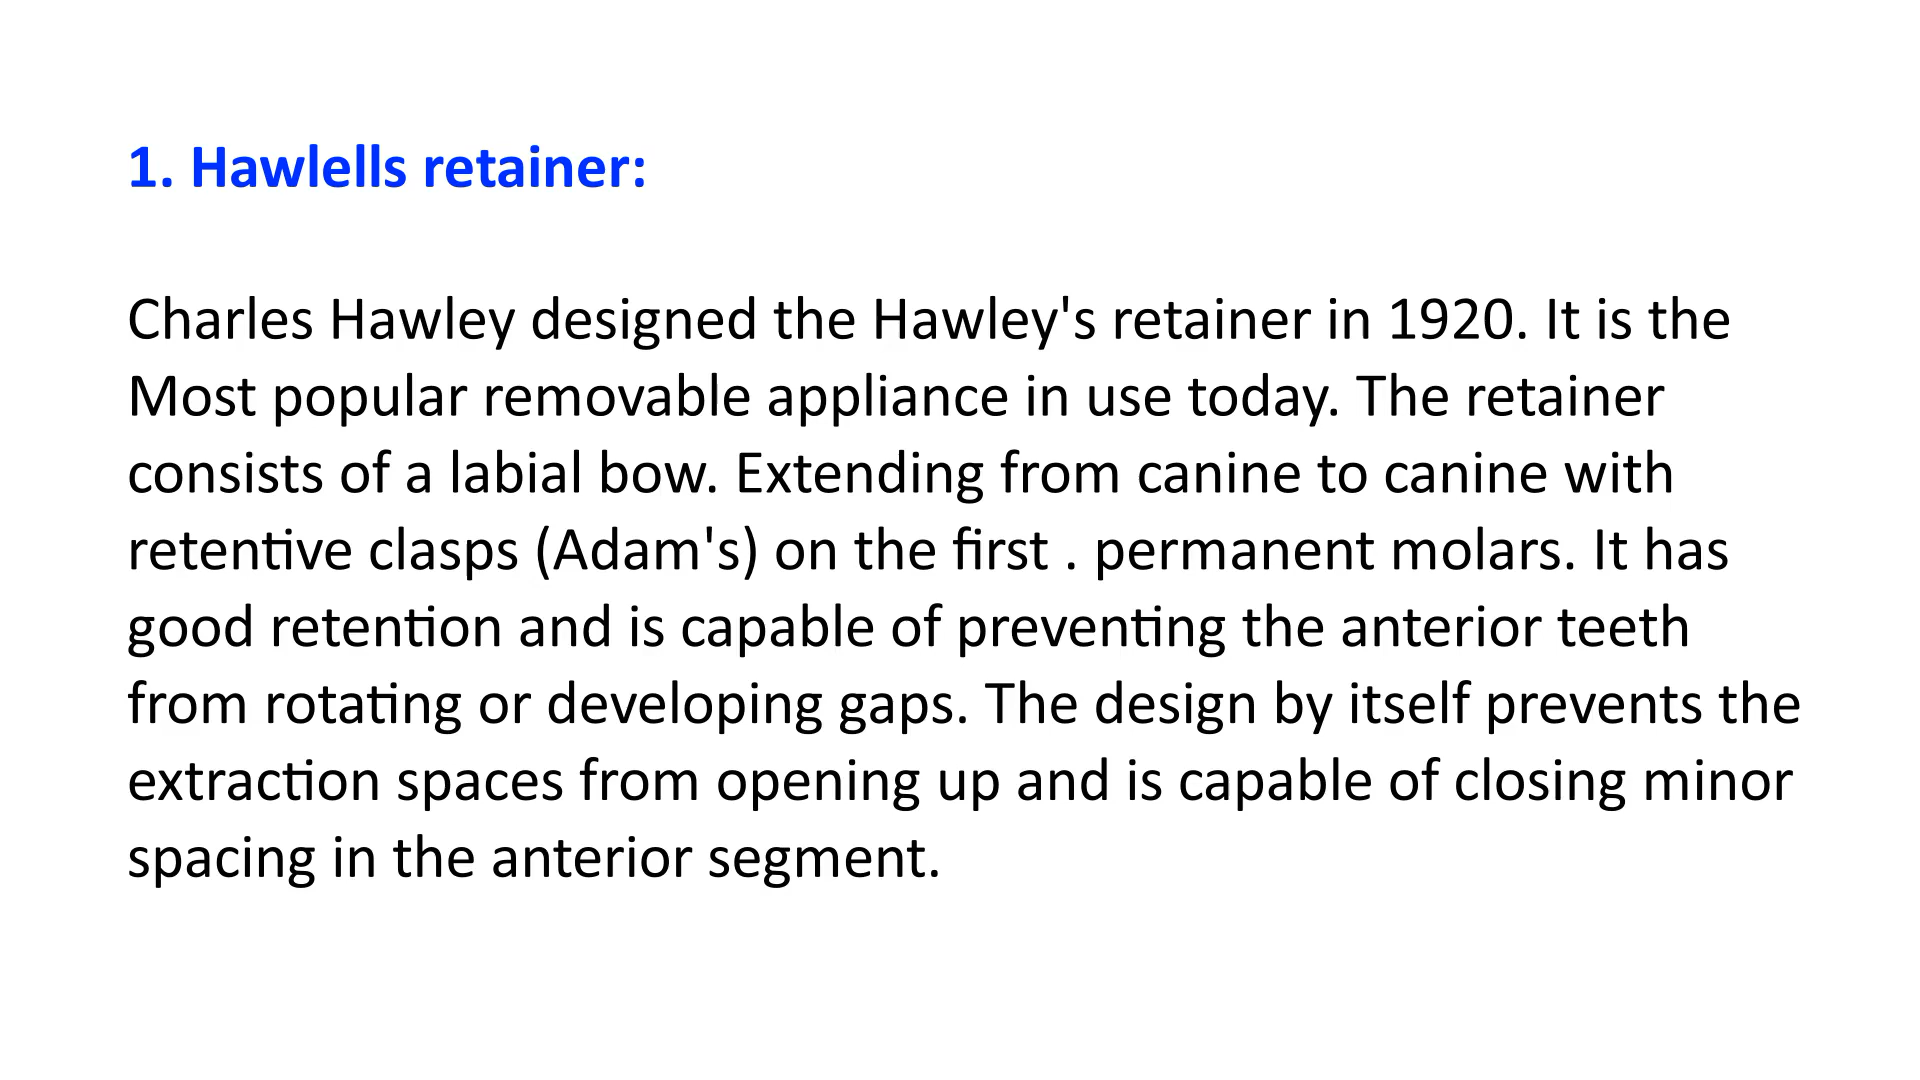 1. Hawlells retainer:
Charles Hawley designed the Hawley's retainer in 1920. It is the
Most popular removable appliance in use today. The retainer
consists of a labial bow. Extending from canine to canine with
retentive clasps (Adam's) on the first . permanent molars. It has
good retention and is capable of preventing the anterior teeth
from rotating or developing gaps. The design by itself prevents the
extraction spaces from opening up and is capable of closing minor
spacing in the anterior segment.